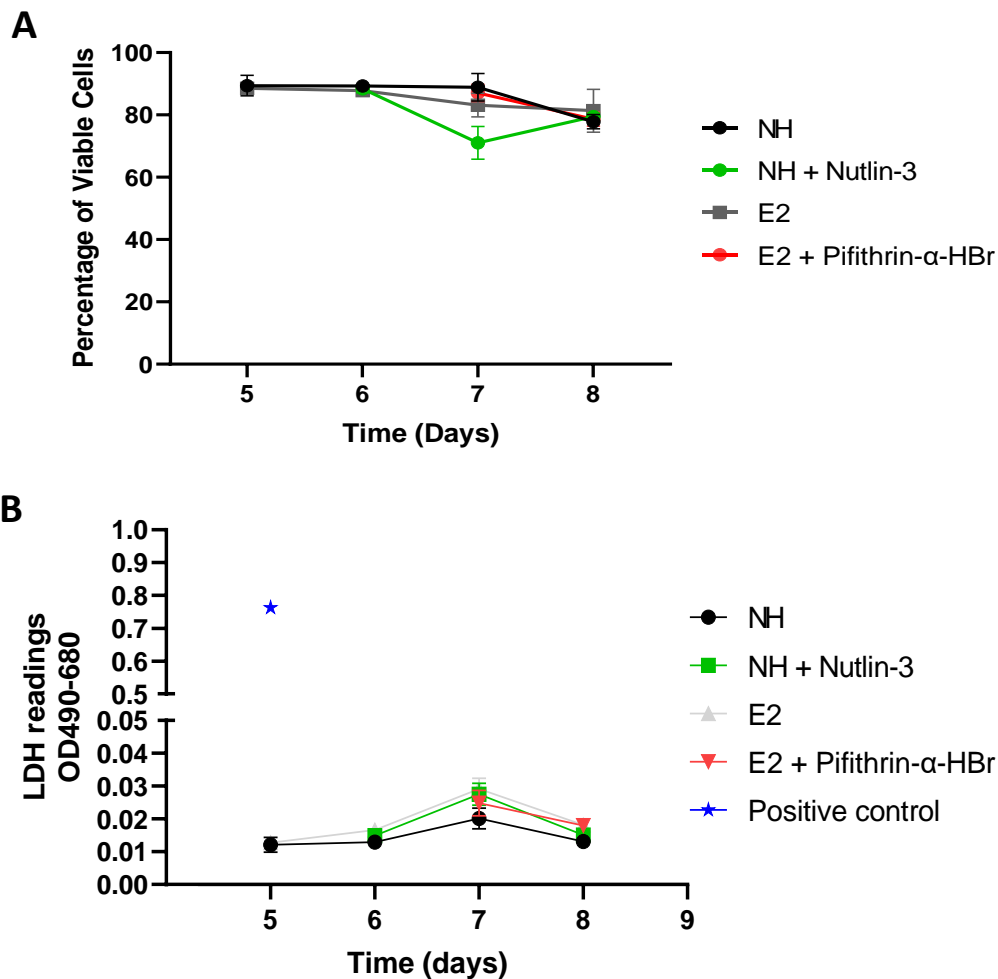 A
Percentage of Viable Cells
100
80
60
40
20
0
5 6 7 8
Time (Days)
NH
NH + Nutlin-3
E2
E2 + Pifithrin-α-HBr
B
LDH readings
OD490-680
1.0
0.9
0.8
0.7
0.6
0.5
0.05
0.04
0.03
0.02
0.01
0.00
5 6 7 8 9
Time (days)
NH
NH + Nutlin-3
E2
E2 + Pifithrin-α-HBr
Positive control